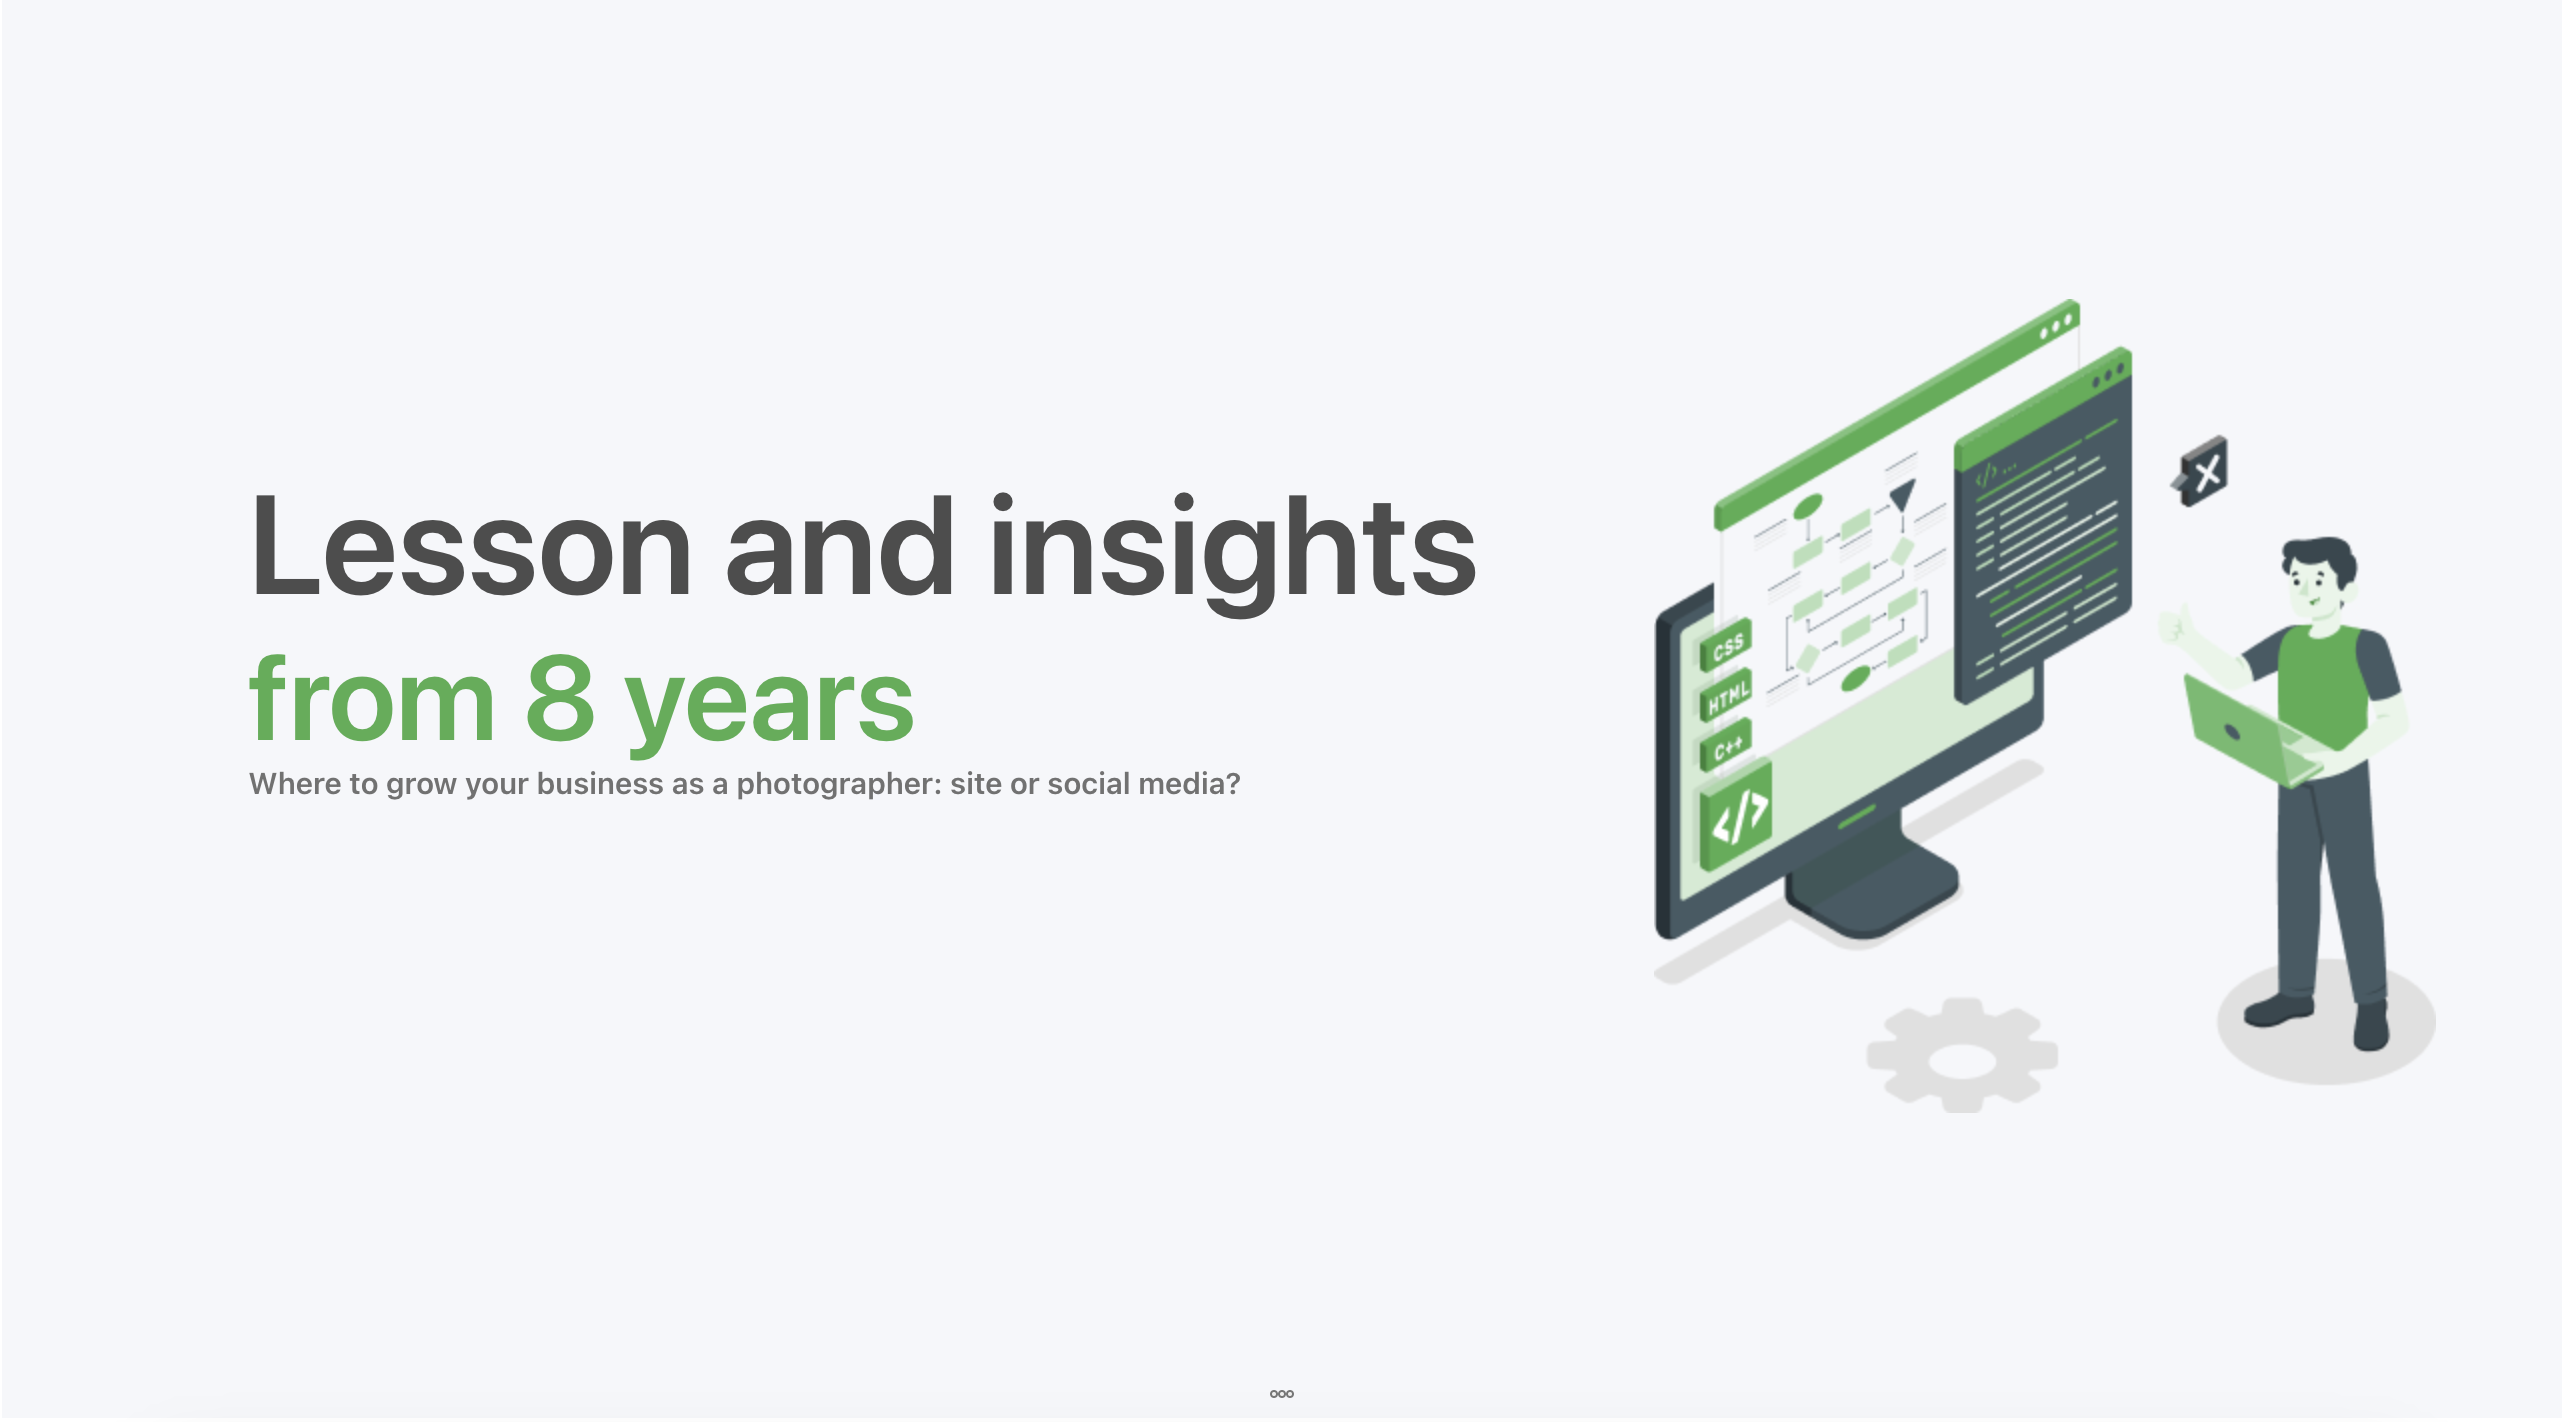 Lesson and insights
from 8 years
Where to grow your business as a photographer: site or social media?
</> ...
CSS
HTML
C++
</>